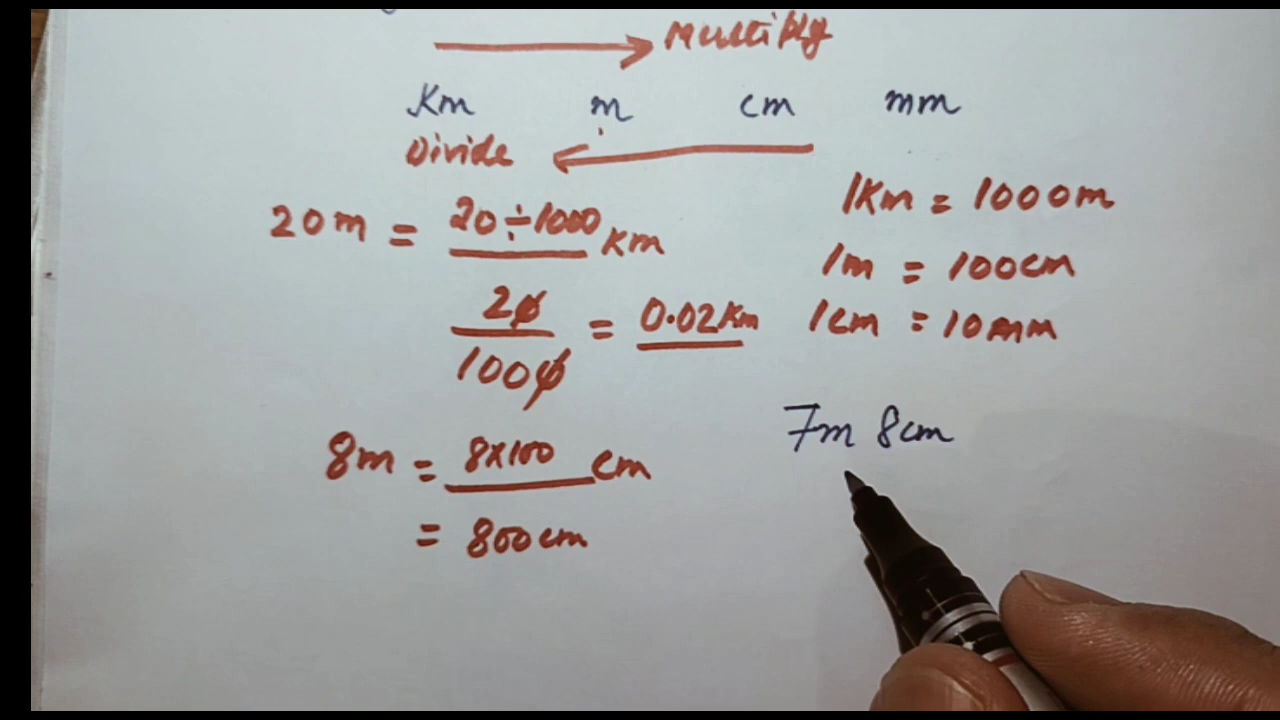 Multiply
Km m cm mm
Divide
20m = 20÷1000 Km
20/1000 = 0.02Km
8m = 8x100 cm
= 800cm
1Km = 1000m
1m = 100cm
1cm = 10mm
7m 8cm